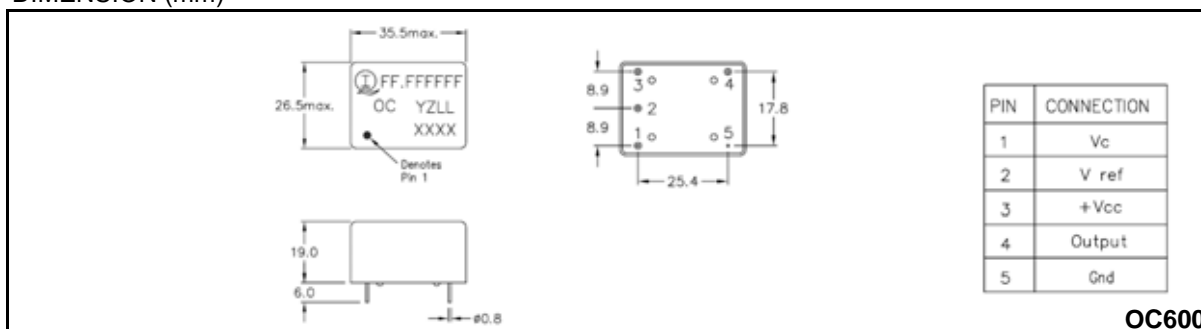 DIMENSION (mm)
35.5max.
26.5max.
FF.FFFFFF
OC YZLL
XXXX
Denotes
Pin 1
19.0
6.0
ø0.8
8.9
8.9
3
4
2
1
5
17.8
25.4
PIN CONNECTION
1 Vc
2 V ref
3 +Vcc
4 Output
5 Gnd
OC600